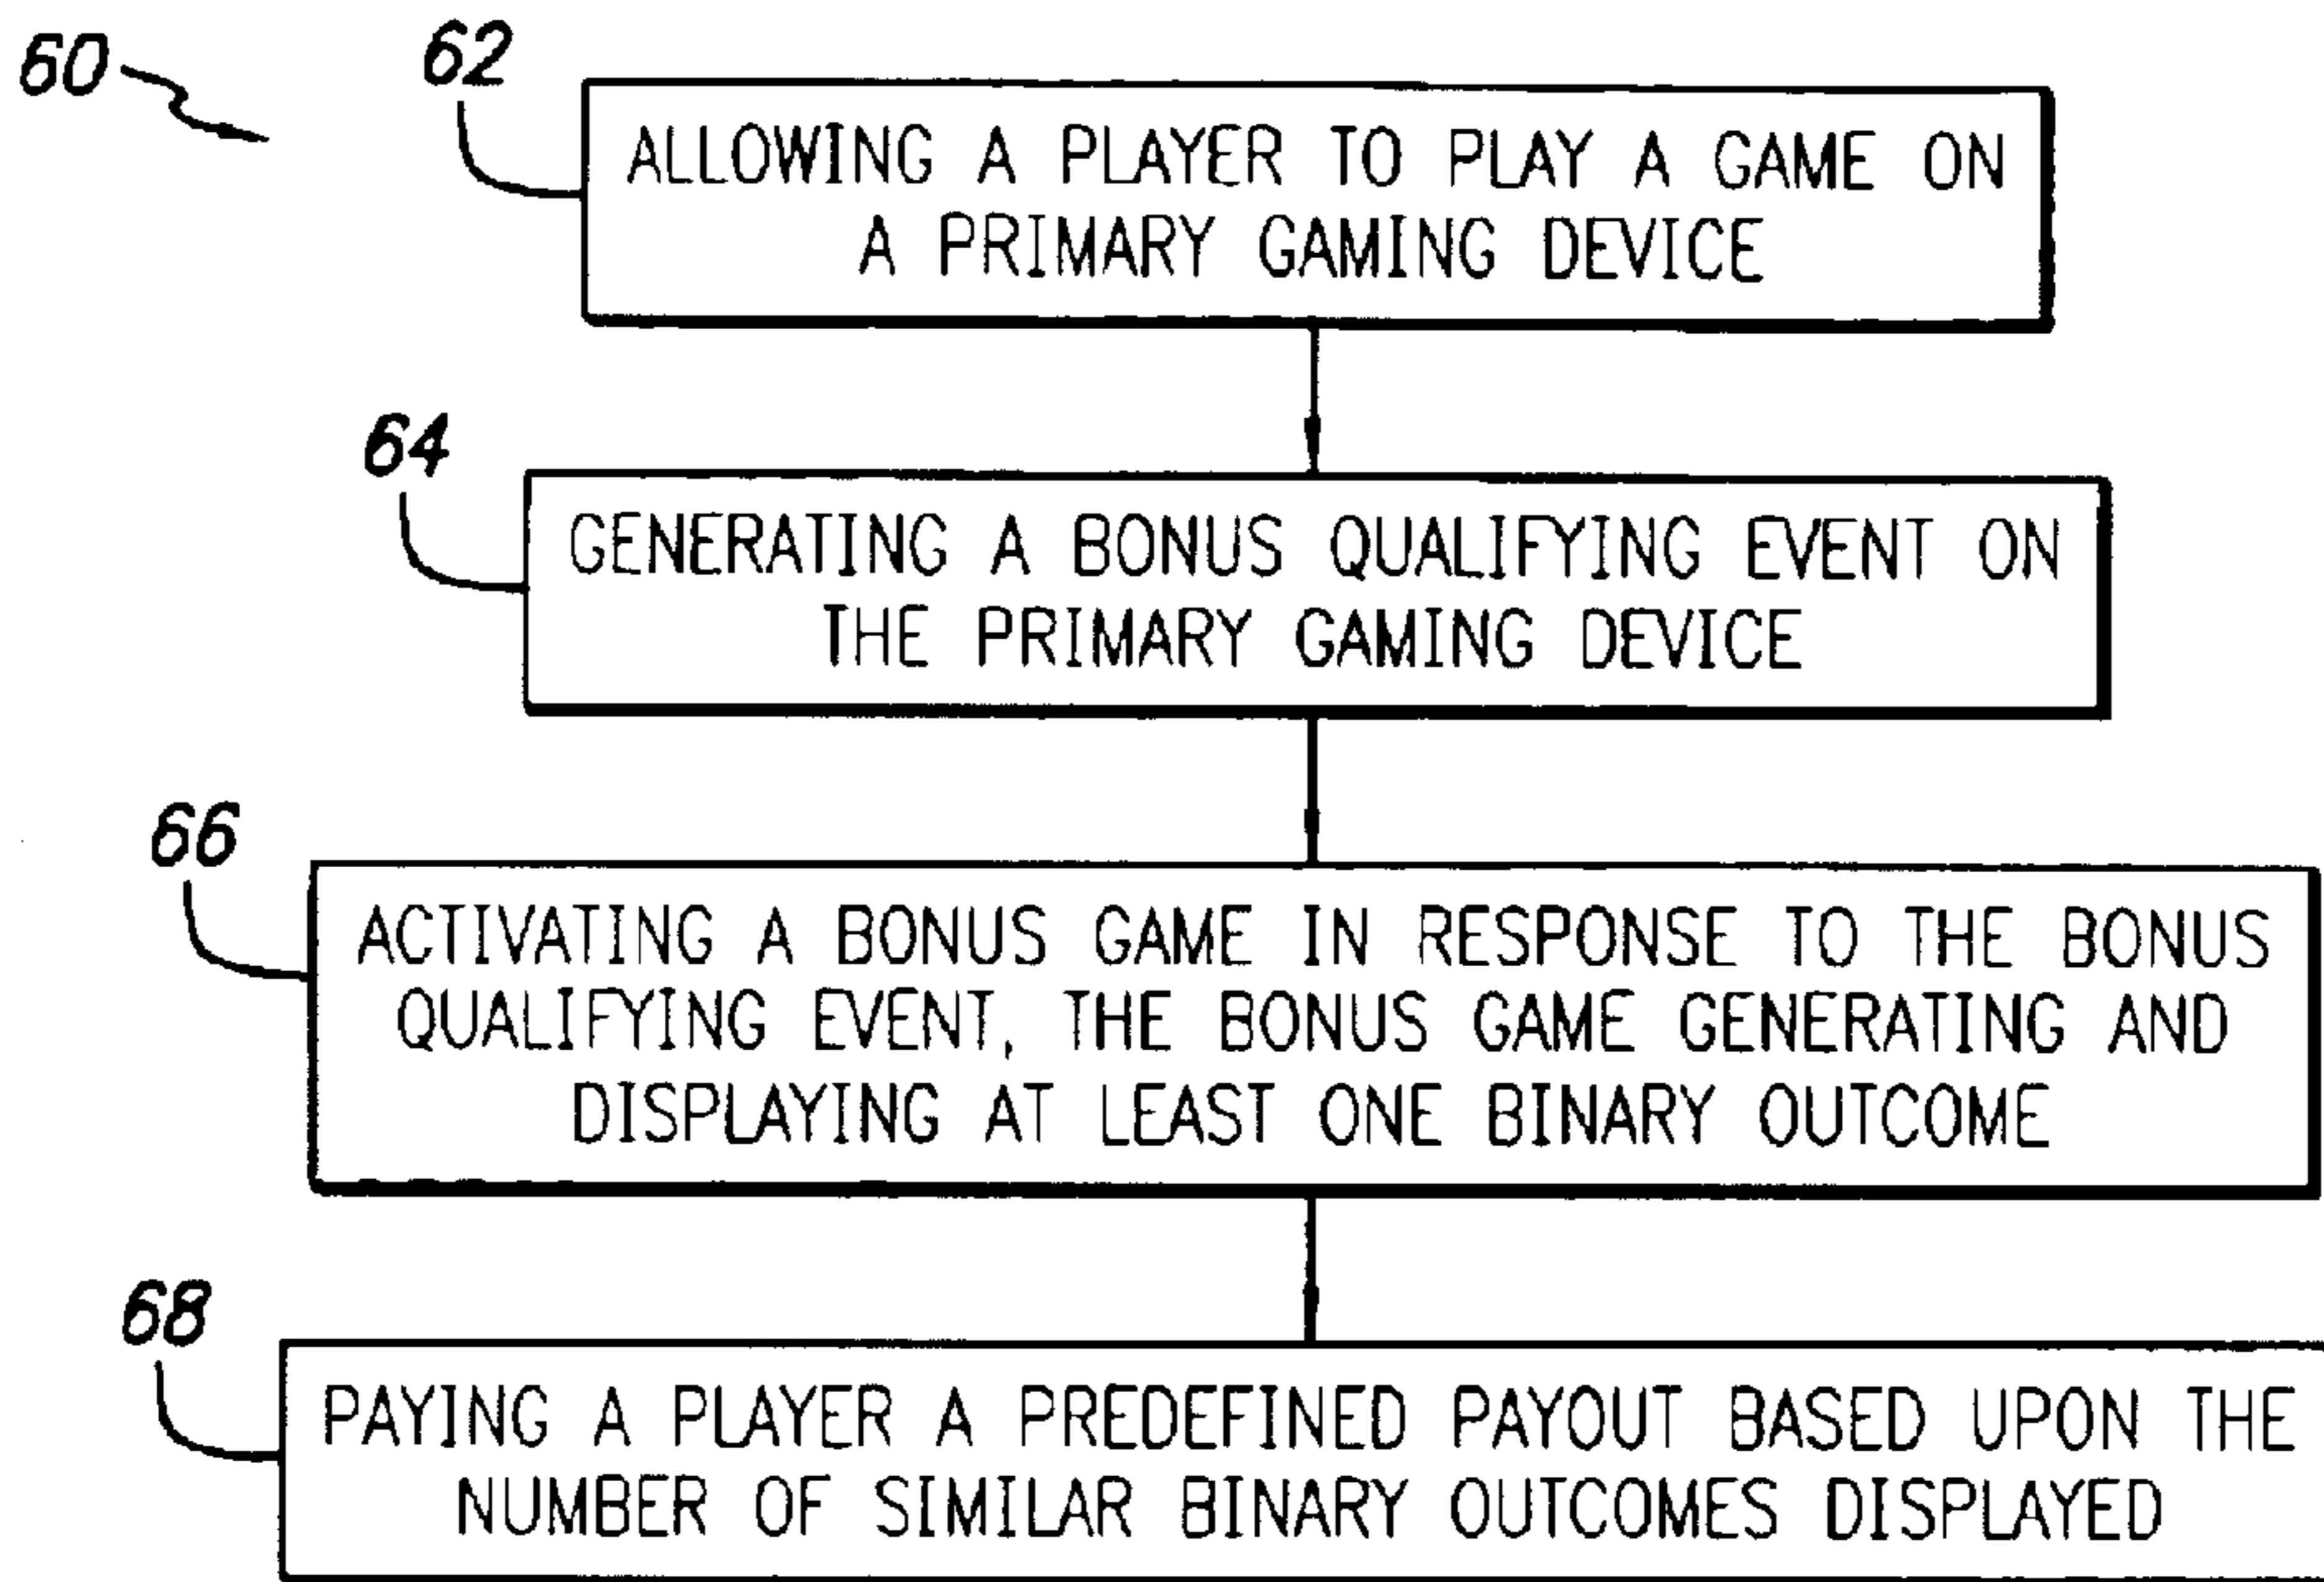 60
62
ALLOWING A PLAYER TO PLAY A GAME ON
A PRIMARY GAMING DEVICE
64
GENERATING A BONUS QUALIFYING EVENT ON
THE PRIMARY GAMING DEVICE
66
ACTIVATING A BONUS GAME IN RESPONSE TO THE BONUS
QUALIFYING EVENT, THE BONUS GAME GENERATING AND
DISPLAYING AT LEAST ONE BINARY OUTCOME
68
PAYING A PLAYER A PREDEFINED PAYOUT BASED UPON THE
NUMBER OF SIMILAR BINARY OUTCOMES DISPLAYED